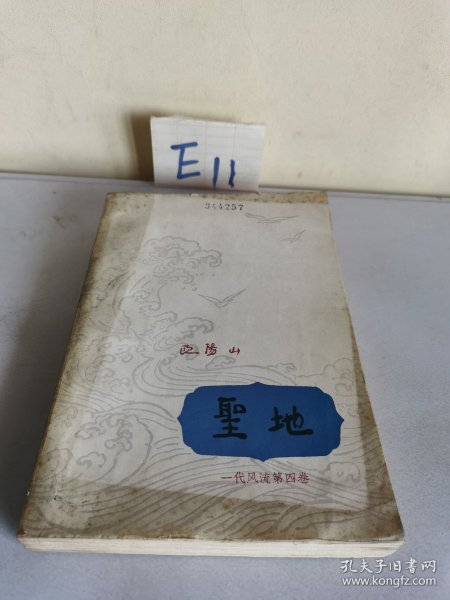 E11
344257
欧阳山
聖地
一代风流第四卷
孔夫子旧书网
www.kongfz.com